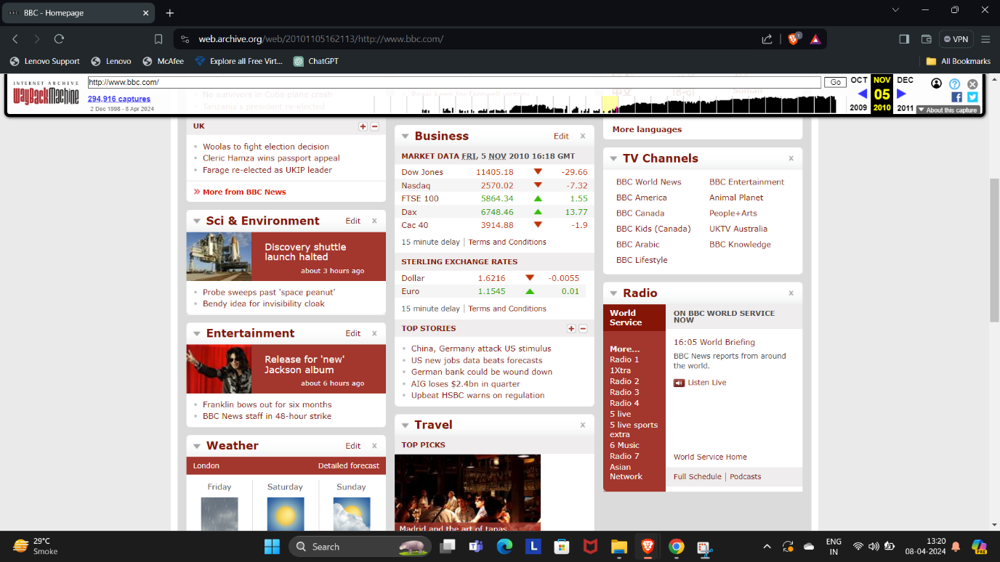 BBC - Homepage
web.archive.org/web/20101105162113/http://www.bbc.com/
VPN
Lenovo Support
Lenovo
McAfee
Explore all Free Virt...
ChatGPT
All Bookmarks
INTERNET ARCHIVE
WayBackMachine
http://www.bbc.com/
Go
294,916 captures
2 Dec 1998 - 8 Apr 2024
OCT NOV DEC
05
2009 2010 2011
About this capture
No survivors in Cuba plane crash
Tanzania's president re-elected
UK
Woolas to fight election decision
Cleric Hamza wins passport appeal
Farage re-elected as UKIP leader
More from BBC News
Sci & Environment
Edit
Discovery shuttle
launch halted
about 3 hours ago
Probe sweeps past 'space peanut'
Bendy idea for invisibility cloak
Entertainment
Edit
Release for 'new'
Jackson album
about 6 hours ago
Franklin bows out for six months
BBC News staff in 48-hour strike
Weather
Edit
London
Detailed forecast
Friday
Saturday
Sunday
Business
Edit
MARKET DATA FRI, 5 NOV 2010 16:18 GMT
Dow Jones 11405.18 -29.66
Nasdaq 2570.02 -7.32
FTSE 100 5864.34 1.55
Dax 6748.46 13.77
Cac 40 3914.88 -1.9
15 minute delay | Terms and Conditions
STERLING EXCHANGE RATES
Dollar 1.6216 -0.0055
Euro 1.1545 0.01
15 minute delay | Terms and Conditions
TOP STORIES
China, Germany attack US stimulus
US new jobs data beats forecasts
German bank could be wound down
AIG loses $2.4bn in quarter
Upbeat HSBC warns on regulation
Travel
TOP PICKS
Madrid and the art of tapas
More languages
TV Channels
BBC World News
BBC America
BBC Canada
BBC Kids (Canada)
BBC Arabic
BBC Lifestyle
BBC Entertainment
Animal Planet
People+Arts
UKTV Australia
BBC Knowledge
Radio
World
Service
More...
Radio 1
1Xtra
Radio 2
Radio 3
Radio 4
5 live
5 live sports
extra
6 Music
Radio 7
Asian
Network
ON BBC WORLD SERVICE
NOW
16:05 World Briefing
BBC News reports from around
the world.
Listen Live
World Service Home
Full Schedule | Podcasts
29°C
Smoke
Search
ENG
IN
13:20
08-04-2024